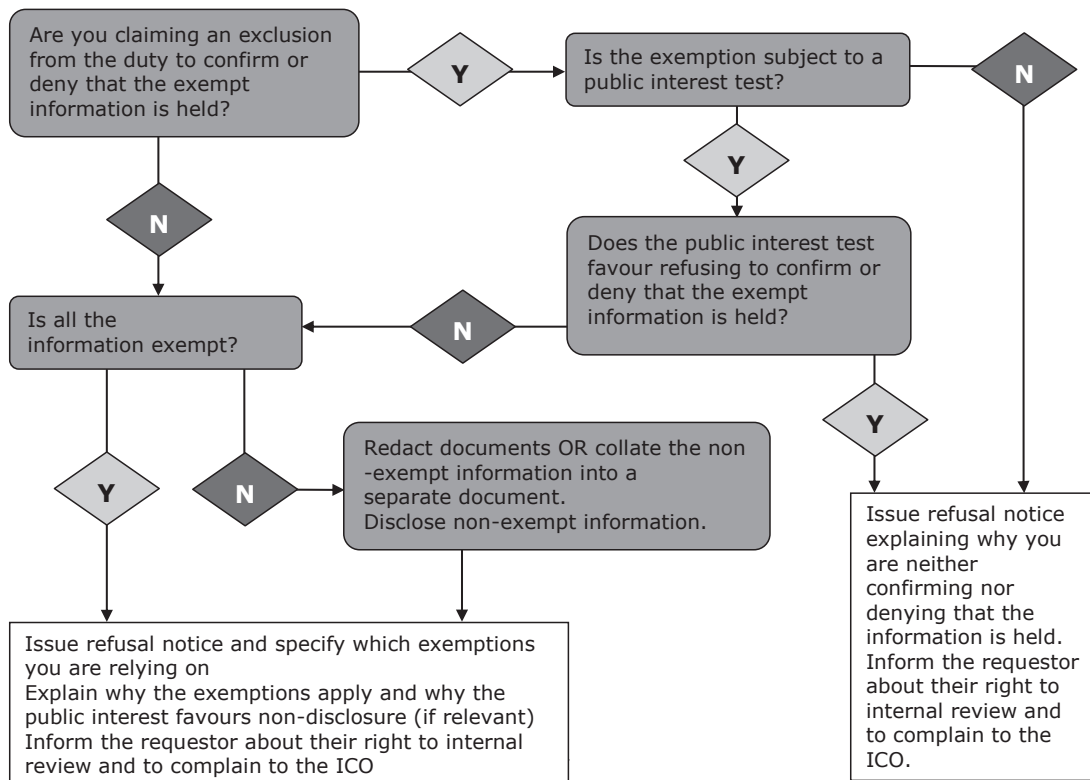 Are you claiming an exclusion
from the duty to confirm or
deny that the exempt
information is held?
Y
Is the exemption subject to a
public interest test?
N
Y
N
Does the public interest test
favour refusing to confirm or
deny that the exempt
information is held?
Is all the
information exempt?
N
Y
Y
N
Redact documents OR collate the non
-exempt information into a
separate document.
Disclose non-exempt information.
Issue refusal notice
explaining why you
are neither
confirming nor
denying that the
information is held.
Inform the requestor
about their right to
internal review and
to complain to the
ICO.
Issue refusal notice and specify which exemptions
you are relying on
Explain why the exemptions apply and why the
public interest favours non-disclosure (if relevant)
Inform the requestor about their right to internal
review and to complain to the ICO